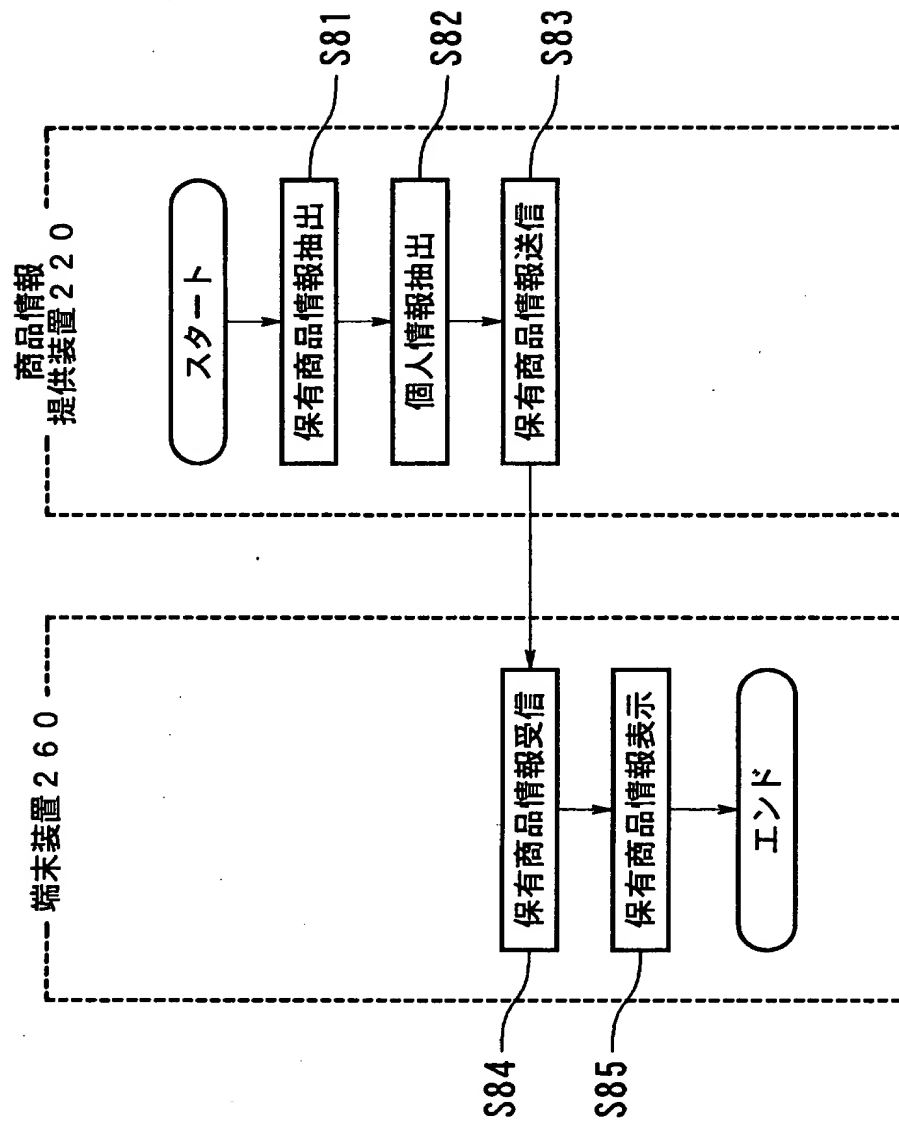 端末装置２６０
商品情報
提供装置２２０
スタート
保有商品情報抽出
S81
個人情報抽出
S82
保有商品情報送信
S83
保有商品情報受信
S84
保有商品情報表示
S85
エンド